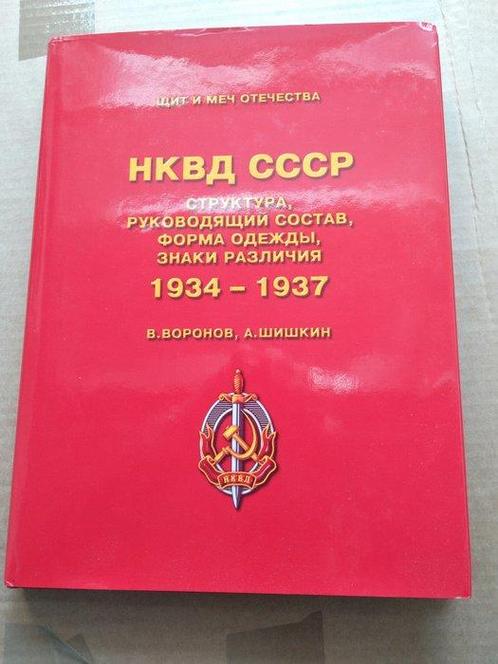 ЩИТ И МЕЧ ОТЕЧЕСТВА
НКВД СССР
СТРУКТУРА,
РУКОВОДЯЩИЙ СОСТАВ,
ФОРМА ОДЕЖДЫ,
ЗНАКИ РАЗЛИЧИЯ
1934 – 1937
В.ВОРОНОВ, А.ШИШКИН
НКВД